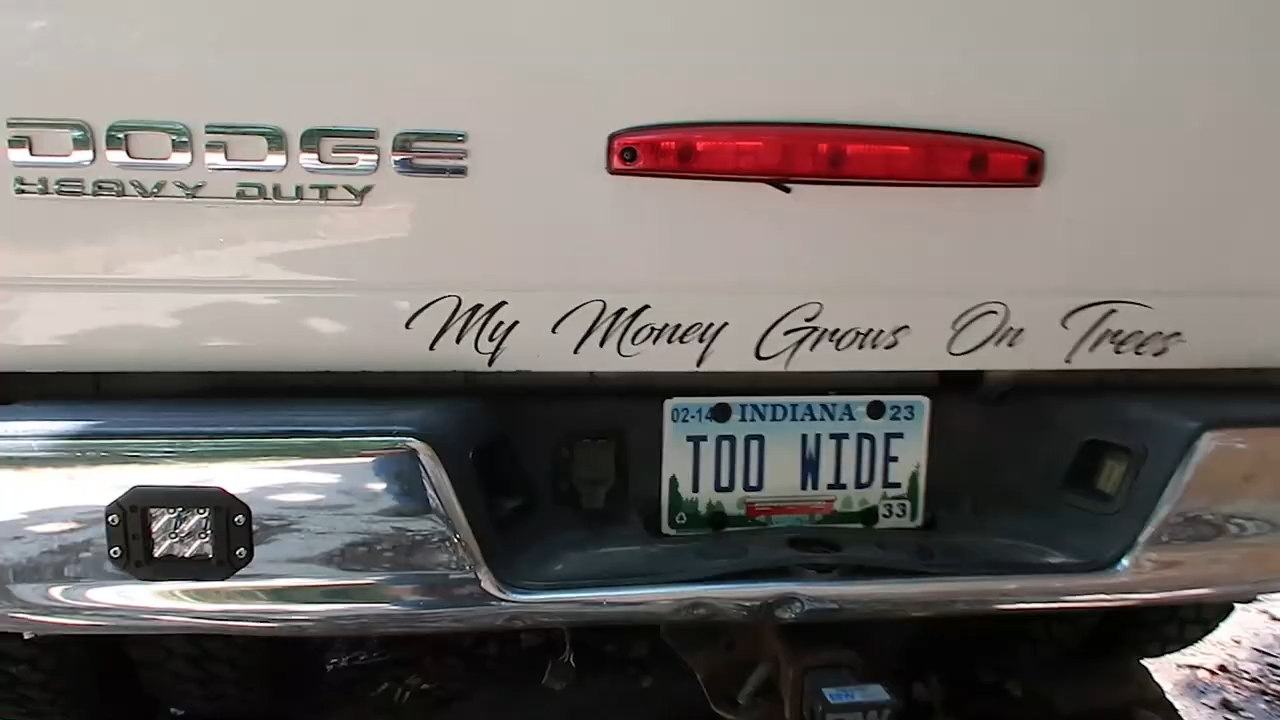 DODGE
HEAVY DUTY
My Money Grows On Trees
02-14 INDIANA 23
TOO WIDE
33